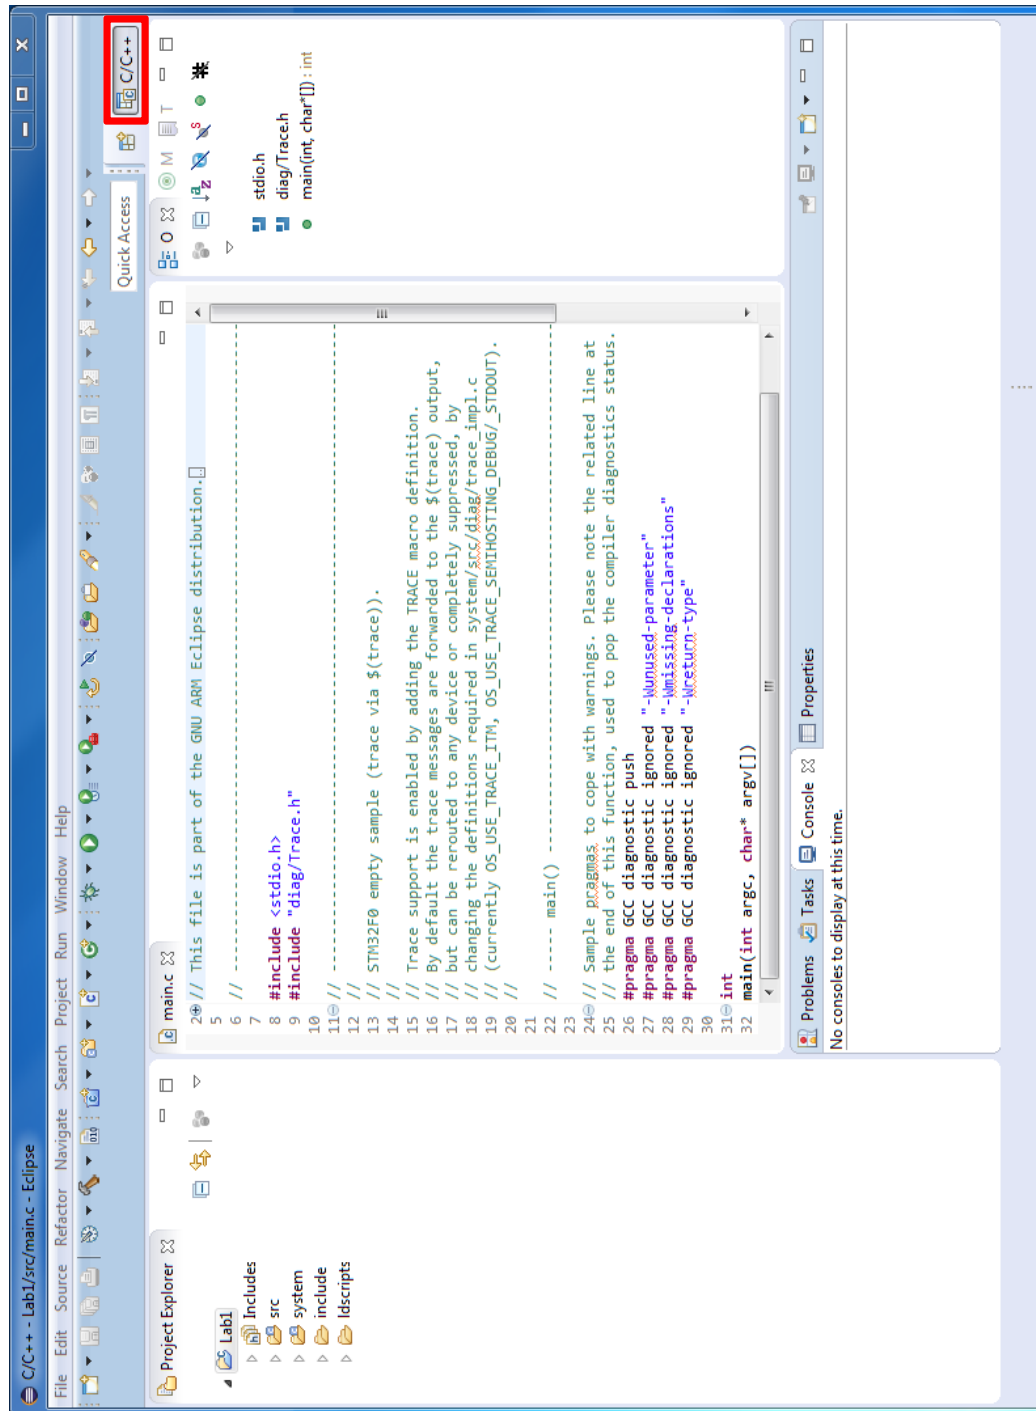 C/C++ - Lab1/src/main.c - Eclipse
File Edit Source Refactor Navigate Search Project Run Window Help
Quick Access
C/C++
Project Explorer
Lab1
Includes
src
system
include
ldscripts
main.c
2 // This file is part of the GNU ARM Eclipse distribution.
5
6 // ----------------------------------------------------------------------------
7
8 #include <stdio.h>
9 #include "diag/Trace.h"
10
11 // ----------------------------------------------------------------------------
12 //
13 // STM32F0 empty sample (trace via $(trace)).
14 //
15 // Trace support is enabled by adding the TRACE macro definition.
16 // By default the trace messages are forwarded to the $(trace) output,
17 // but can be rerouted to any device or completely suppressed, by
18 // changing the definitions required in system/src/diag/trace_impl.c
19 // (currently OS_USE_TRACE_ITM, OS_USE_TRACE_SEMIHOSTING_DEBUG/_STDOUT).
20 //
21
22 // ----- main() ---------------------------------------------------------------
23
24 // Sample pragmas to cope with warnings. Please note the related line at
25 // the end of this function, used to pop the compiler diagnostics status.
26 #pragma GCC diagnostic push
27 #pragma GCC diagnostic ignored "-Wunused-parameter"
28 #pragma GCC diagnostic ignored "-Wmissing-declarations"
29 #pragma GCC diagnostic ignored "-Wreturn-type"
30
31 int
32 main(int argc, char* argv[])
O M T
stdio.h
diag/Trace.h
main(int, char*[]) : int
Problems Tasks Console Properties
No consoles to display at this time.